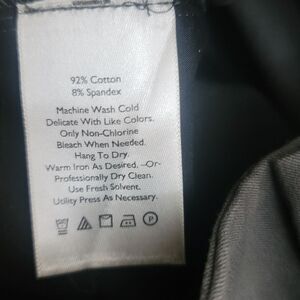 92% Cotton
8% Spandex
Machine Wash Cold
Delicate With Like Colors.
Only Non-Chlorine
Bleach When Needed.
Hang To Dry.
Warm Iron As Desired. -Or-
Professionally Dry Clean.
Use Fresh Solvent.
Utility Press As Necessary.
P